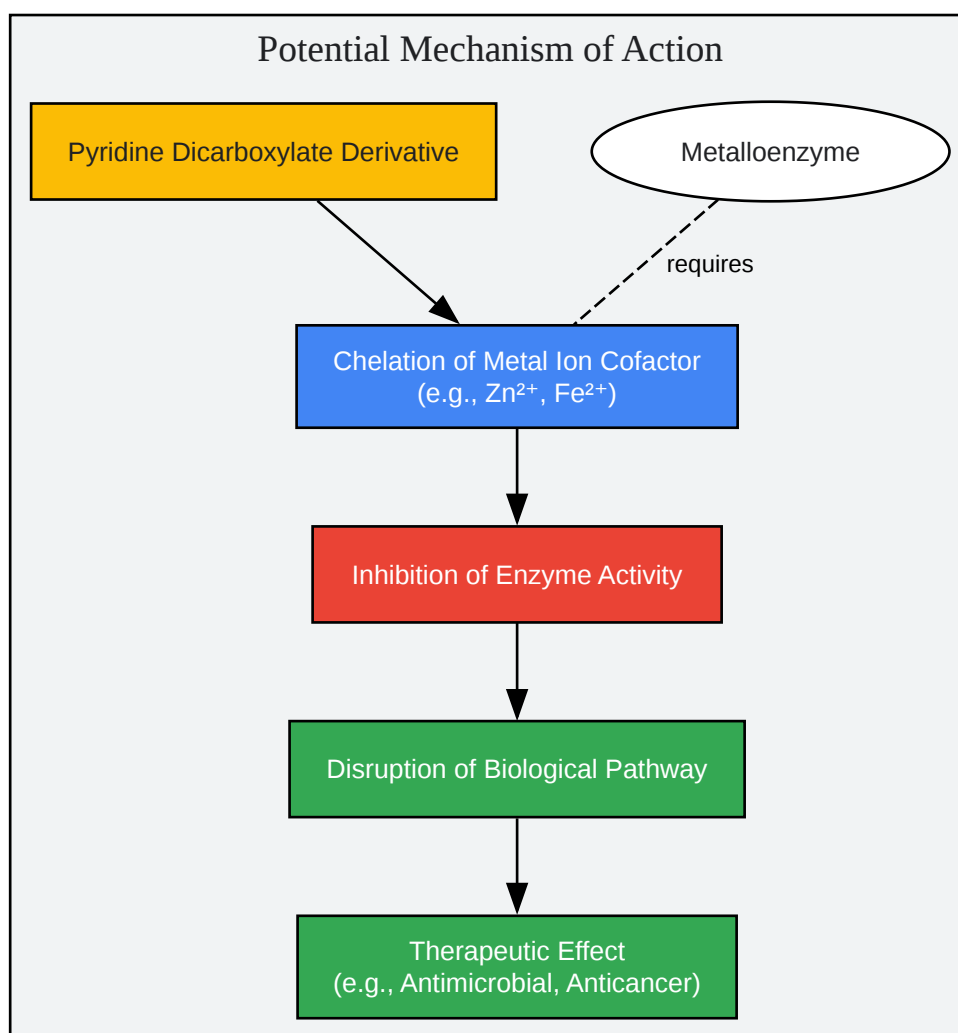 Potential Mechanism of Action
Pyridine Dicarboxylate Derivative
Metalloenzyme
requires
Chelation of Metal Ion Cofactor
(e.g., Zn²⁺, Fe²⁺)
Inhibition of Enzyme Activity
Disruption of Biological Pathway
Therapeutic Effect
(e.g., Antimicrobial, Anticancer)